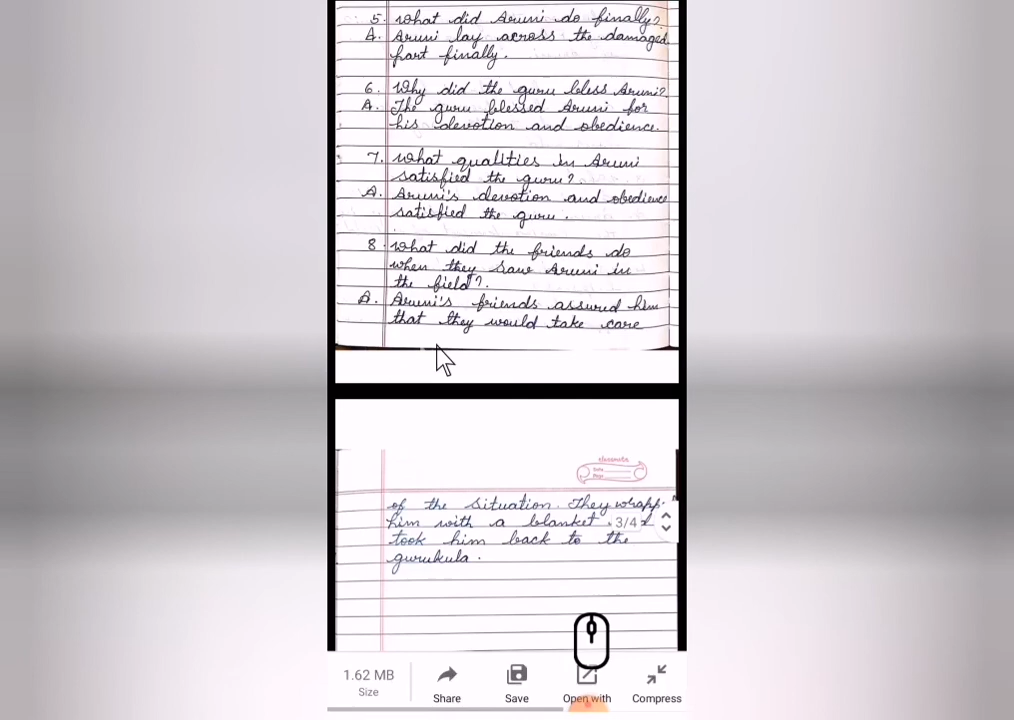 5. What did Aruni do finally?
A. Aruni lay across the damaged
part finally.
6. Why did the guru bless Aruni?
A. The guru blessed Aruni for
his devotion and obedience.
7. What qualities in Aruni
satisfied the guru?
A. Aruni's devotion and obedience
satisfied the guru.
8. What did the friends do
when they saw Aruni in
the field?
A. Aruni's friends assured him
that they would take care
classmate
Date
Page
of the situation. They wrapp
him with a blanket
3/4
took him back to the
gurukula.
1.62 MB
Size
Share
Save
Open with
Compress